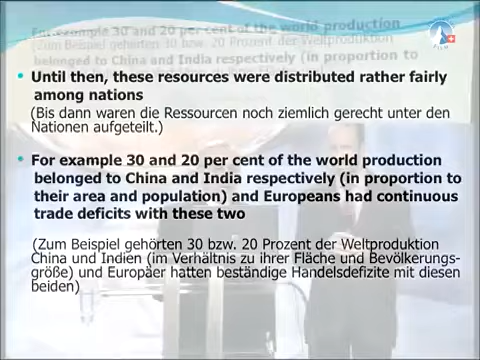 For example 30 and 20 per cent of the world production
(Zum Beispiel gehörten 30 bzw. 20 Prozent der Weltproduktion
belonged to China and India respectively (in proportion to
• Until then, these resources were distributed rather fairly
among nations
(Bis dann waren die Ressourcen noch ziemlich gerecht unter den
Nationen aufgeteilt.)
• For example 30 and 20 per cent of the world production
belonged to China and India respectively (in proportion to
their area and population) and Europeans had continuous
trade deficits with these two
(Zum Beispiel gehörten 30 bzw. 20 Prozent der Weltproduktion
China und Indien (im Verhältnis zu ihrer Fläche und Bevölkerungs-
größe) und Europäer hatten beständige Handelsdefizite mit diesen
beiden)